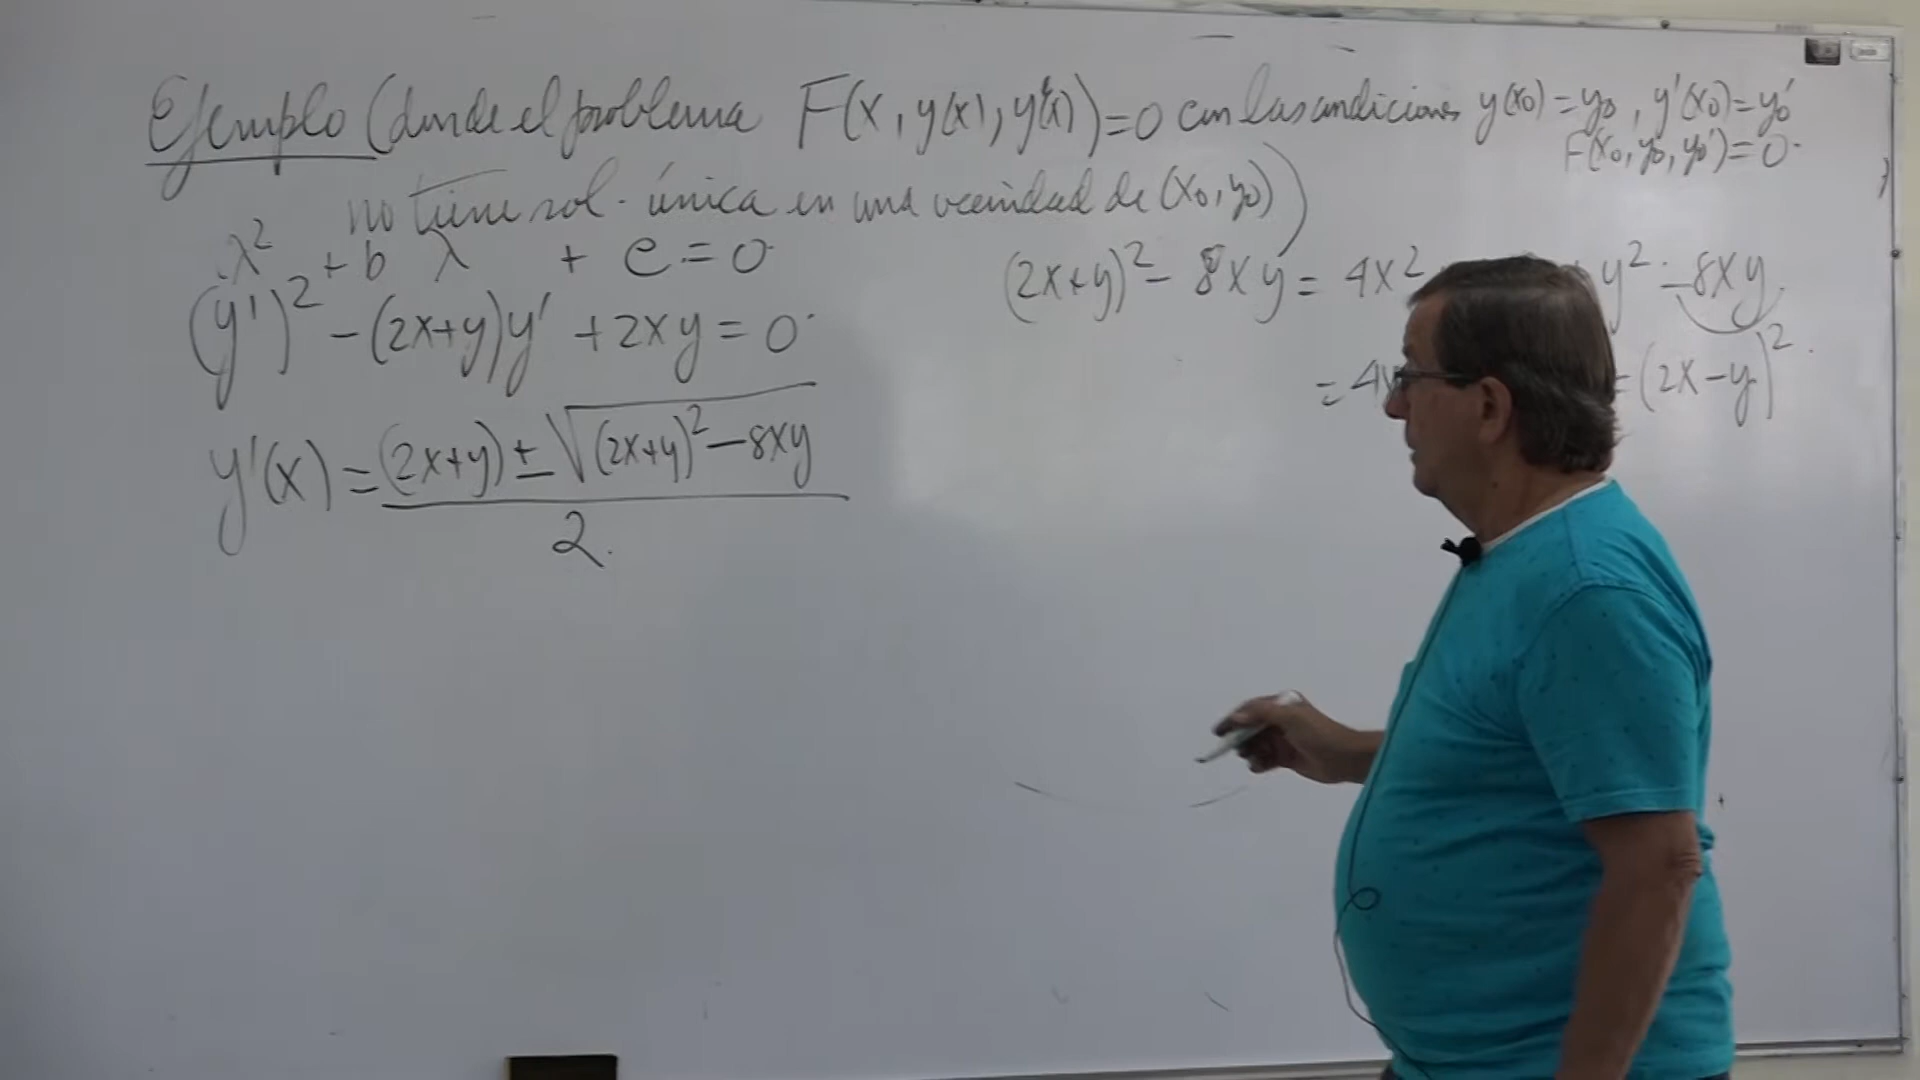 Ejemplo (donde el problema F(x, y(x), y'(x)) = 0 con las condiciones y(x0) = y0, y'(x0) = y0'
F(x0, y0, y0') = 0.
no tiene sol. única en una vecindad de (x0, y0))
λ² + b λ + c = 0
(y')² - (2x+y)y' + 2xy = 0
(2x+y)² - 8xy = 4x² + y² - 8xy
= 4x (2x-y)²
y'(x) = (2x+y) ± √(2x+y)² - 8xy
2